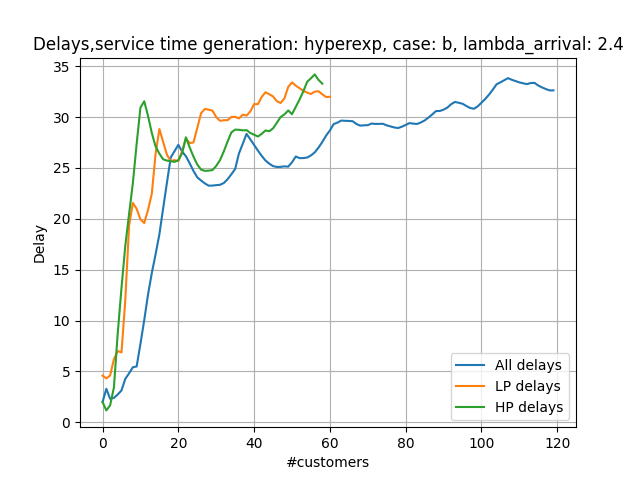 Delays,service time generation: hyperexp, case: b, lambda_arrival: 2.4
35
30
25
20
15
10
5
0
Delay
0 20 40 60 80 100 120
#customers
All delays
LP delays
HP delays